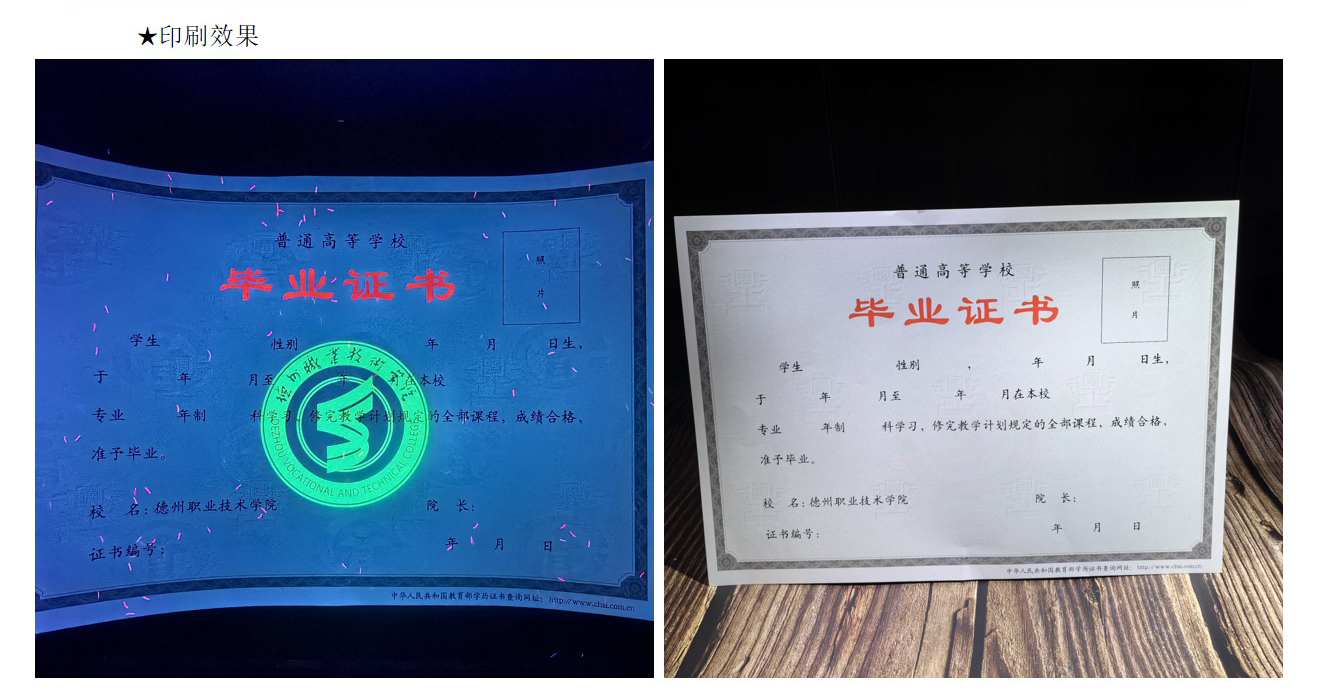 ★印刷效果
普通高等学校
毕业证书
照
片
学生 性别 年 月 日生，
于 年 月至 年 月在本校
专业 年制 科学习，修完教学计划规定的全部课程，成绩合格，
准予毕业。
校 名：德州职业技术学院 院 长：
证书编号： 年 月 日
中华人民共和国教育部学历证书查询网址： http://www.chsi.com.cn
德州职业技术学院
DEZHOU VOCATIONAL AND TECHNICAL COLLEGE
普通高等学校
毕业证书
照
片
学生 性别 ， 年 月 日生，
于 年 月至 年 月在本校
专业 年制 科学习，修完教学计划规定的全部课程，成绩合格，
准予毕业。
校 名：德州职业技术学院 院 长：
证书编号： 年 月 日
中华人民共和国教育部学历证书查询网址： http://www.chsi.com.cn